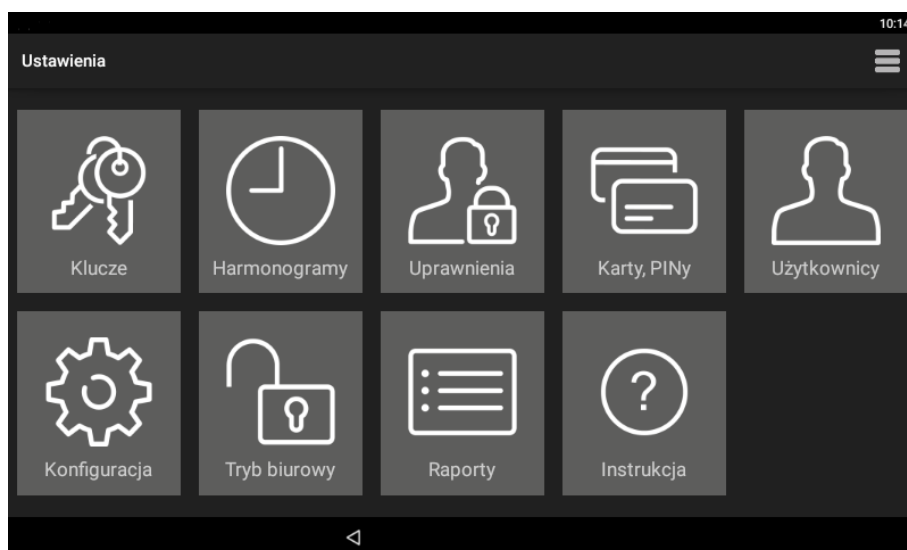 10:14
Ustawienia
Klucze
Harmonogramy
Uprawnienia
Karty, PINy
Użytkownicy
Konfiguracja
Tryb biurowy
Raporty
?
Instrukcja